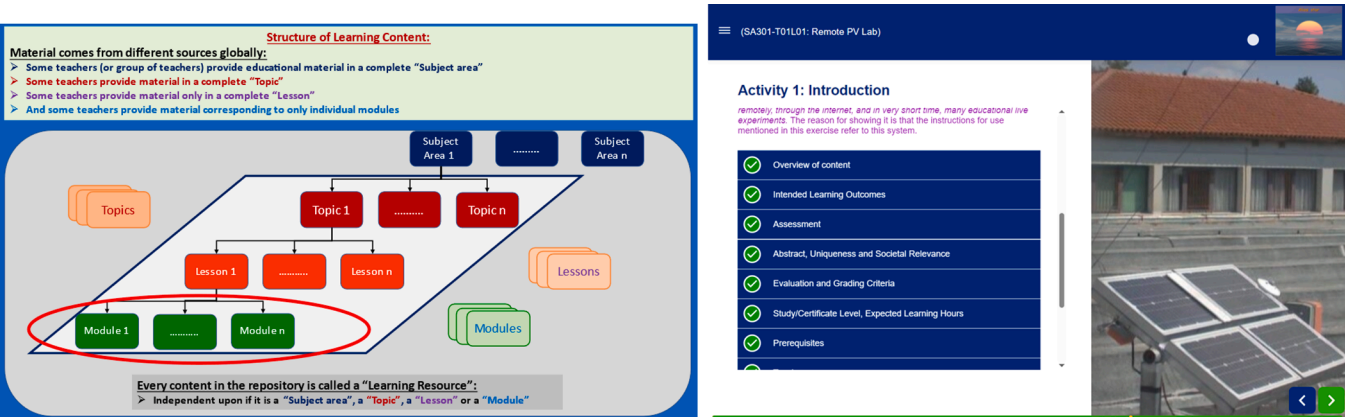 Structure of Learning Content:
Material comes from different sources globally:
➢ Some teachers (or group of teachers) provide educational material in a complete “Subject area”
➢ Some teachers provide material in a complete “Topic”
➢ Some teachers provide material only in a complete “Lesson”
➢ And some teachers provide material corresponding to only individual modules
Subject Area 1
.........
Subject Area n
Topics
Topic 1
..........
Topic n
Lesson 1
...........
Lesson n
Lessons
Module 1
...........
Module n
Modules
Every content in the repository is called a “Learning Resource”:
➢ Independent upon if it is a “Subject area”, a “Topic”, a “Lesson” or a “Module”
(SA301-T01L01: Remote PV Lab)
Activity 1: Introduction
remotely, through the internet, and in very short time, many educational live
experiments. The reason for showing it is that the instructions for use
mentioned in this exercise refer to this system.
Overview of content
Intended Learning Outcomes
Assessment
Abstract, Uniqueness and Societal Relevance
Evaluation and Grading Criteria
Study/Certificate Level, Expected Learning Hours
Prerequisites